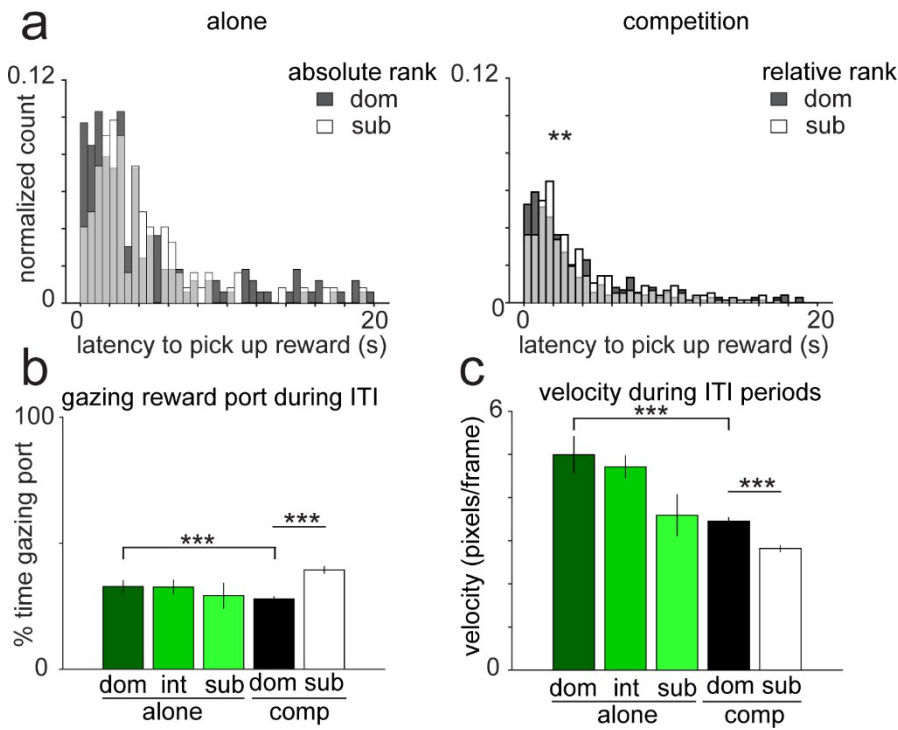 a
alone
competition
0.12
absolute rank
dom
sub
normalized count
0
0
20
latency to pick up reward (s)
0.12
relative rank
dom
sub
**
0
0
20
latency to pick up reward (s)
b
gazing reward port during ITI
100
% time gazing port
0
***
***
dom int sub dom sub
alone comp
c
velocity during ITI periods
6
velocity (pixels/frame)
0
***
***
dom int sub dom sub
alone comp